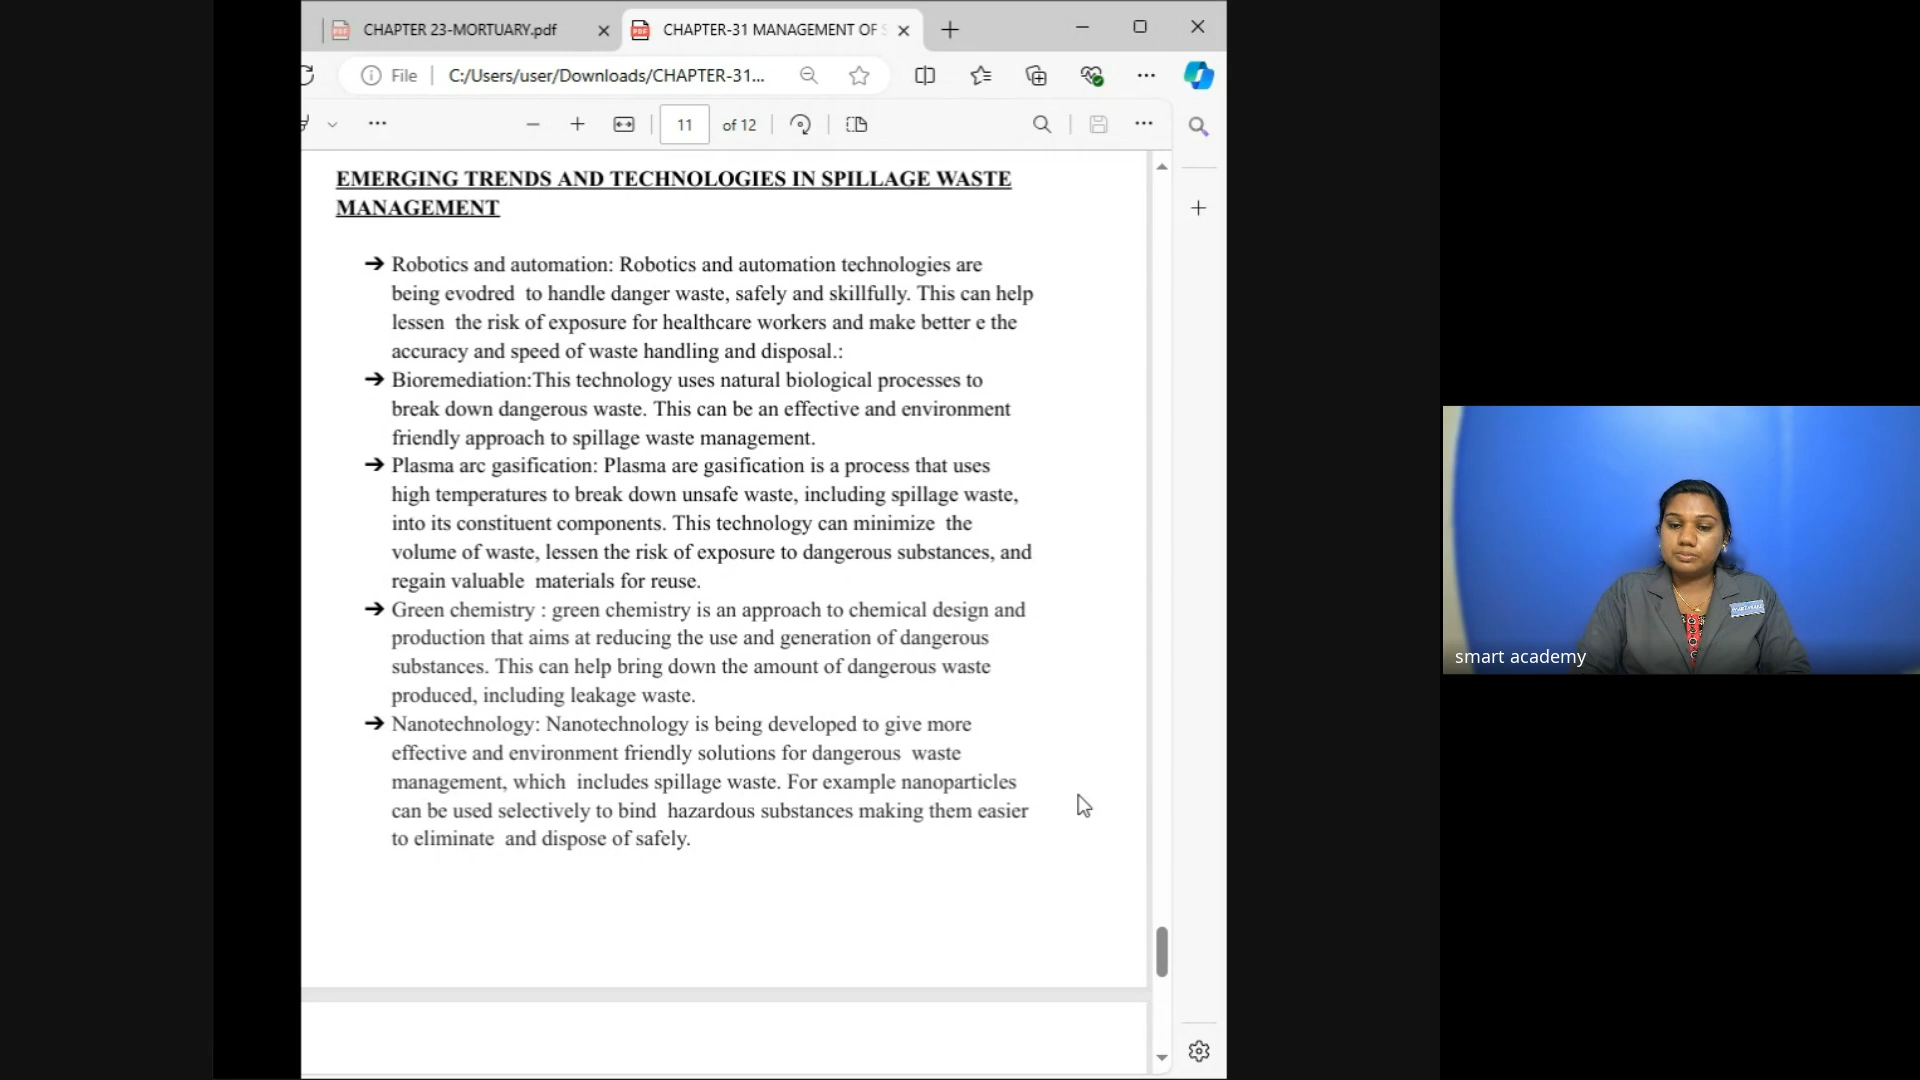 CHAPTER 23-MORTUARY.pdf
CHAPTER-31 MANAGEMENT OF
File
C:/Users/user/Downloads/CHAPTER-31...
11 of 12
EMERGING TRENDS AND TECHNOLOGIES IN SPILLAGE WASTE
MANAGEMENT
➔ Robotics and automation: Robotics and automation technologies are
being evodred to handle danger waste, safely and skillfully. This can help
lessen the risk of exposure for healthcare workers and make better e the
accuracy and speed of waste handling and disposal.:
➔ Bioremediation:This technology uses natural biological processes to
break down dangerous waste. This can be an effective and environment
friendly approach to spillage waste management.
➔ Plasma arc gasification: Plasma are gasification is a process that uses
high temperatures to break down unsafe waste, including spillage waste,
into its constituent components. This technology can minimize the
volume of waste, lessen the risk of exposure to dangerous substances, and
regain valuable materials for reuse.
➔ Green chemistry : green chemistry is an approach to chemical design and
production that aims at reducing the use and generation of dangerous
substances. This can help bring down the amount of dangerous waste
produced, including leakage waste.
➔ Nanotechnology: Nanotechnology is being developed to give more
effective and environment friendly solutions for dangerous waste
management, which includes spillage waste. For example nanoparticles
can be used selectively to bind hazardous substances making them easier
to eliminate and dispose of safely.
smart academy